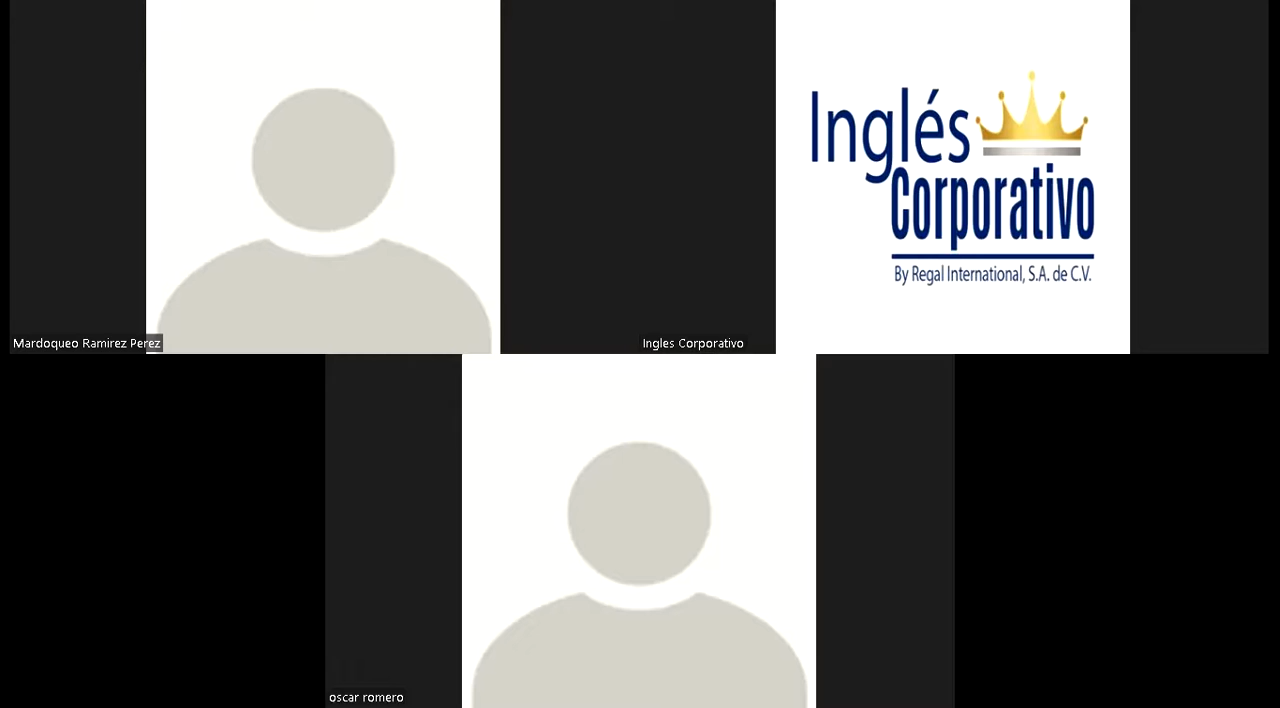 Inglés
Corporativo
By Regal International, S.A. de C.V.
Mardoqueo Ramirez Perez
Ingles Corporativo
oscar romero